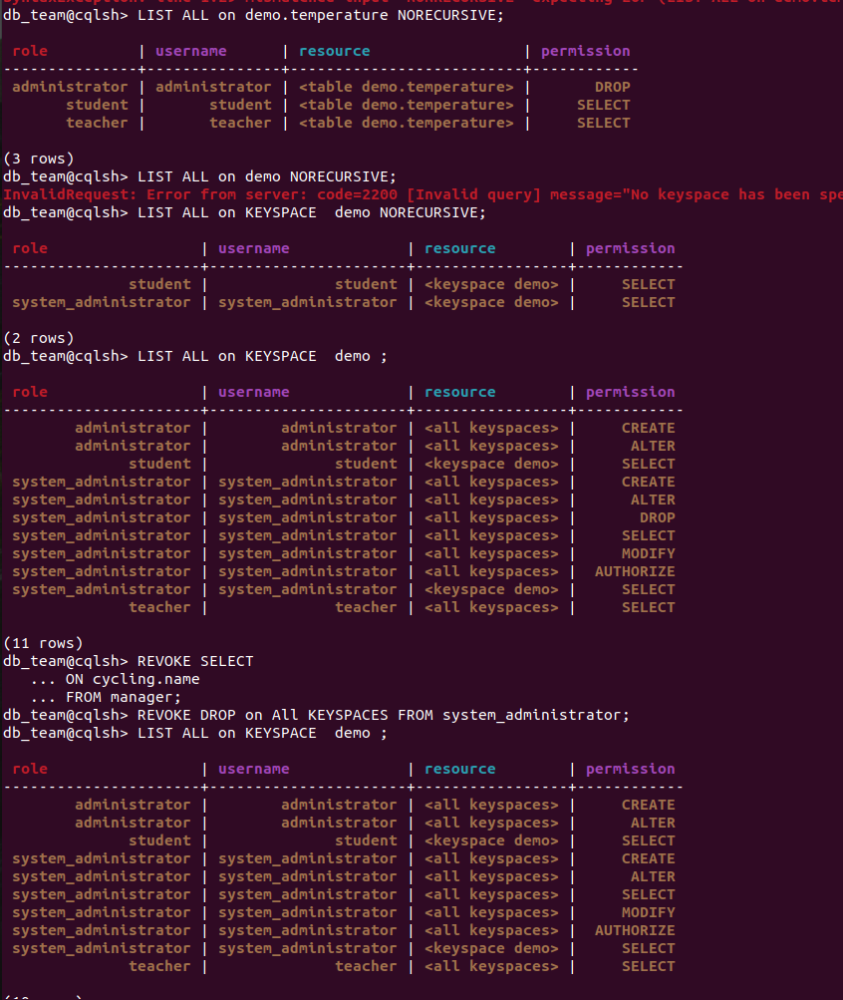 db_team@cqlsh> LIST ALL on demo.temperature NORECURSIVE;
role | username | resource | permission
--------------+---------------+--------------------------+------------
administrator | administrator | <table demo.temperature> | DROP
student | student | <table demo.temperature> | SELECT
teacher | teacher | <table demo.temperature> | SELECT
(3 rows)
db_team@cqlsh> LIST ALL on demo NORECURSIVE;
InvalidRequest: Error from server: code=2200 [Invalid query] message="No keyspace has been spe
db_team@cqlsh> LIST ALL on KEYSPACE  demo NORECURSIVE;
role | username | resource | permission
----------------------+----------------------+-----------------+------------
student | student | <keyspace demo> | SELECT
system_administrator | system_administrator | <keyspace demo> | SELECT
(2 rows)
db_team@cqlsh> LIST ALL on KEYSPACE  demo ;
role | username | resource | permission
----------------------+----------------------+-----------------+------------
administrator | administrator | <all keyspaces> | CREATE
administrator | administrator | <all keyspaces> | ALTER
student | student | <keyspace demo> | SELECT
system_administrator | system_administrator | <all keyspaces> | CREATE
system_administrator | system_administrator | <all keyspaces> | ALTER
system_administrator | system_administrator | <all keyspaces> | DROP
system_administrator | system_administrator | <all keyspaces> | SELECT
system_administrator | system_administrator | <all keyspaces> | MODIFY
system_administrator | system_administrator | <all keyspaces> | AUTHORIZE
system_administrator | system_administrator | <keyspace demo> | SELECT
teacher | teacher | <all keyspaces> | SELECT
(11 rows)
db_team@cqlsh> REVOKE SELECT
... ON cycling.name
... FROM manager;
db_team@cqlsh> REVOKE DROP on All KEYSPACES FROM system_administrator;
db_team@cqlsh> LIST ALL on KEYSPACE  demo ;
role | username | resource | permission
----------------------+----------------------+-----------------+------------
administrator | administrator | <all keyspaces> | CREATE
administrator | administrator | <all keyspaces> | ALTER
student | student | <keyspace demo> | SELECT
system_administrator | system_administrator | <all keyspaces> | CREATE
system_administrator | system_administrator | <all keyspaces> | ALTER
system_administrator | system_administrator | <all keyspaces> | SELECT
system_administrator | system_administrator | <all keyspaces> | MODIFY
system_administrator | system_administrator | <all keyspaces> | AUTHORIZE
system_administrator | system_administrator | <keyspace demo> | SELECT
teacher | teacher | <all keyspaces> | SELECT